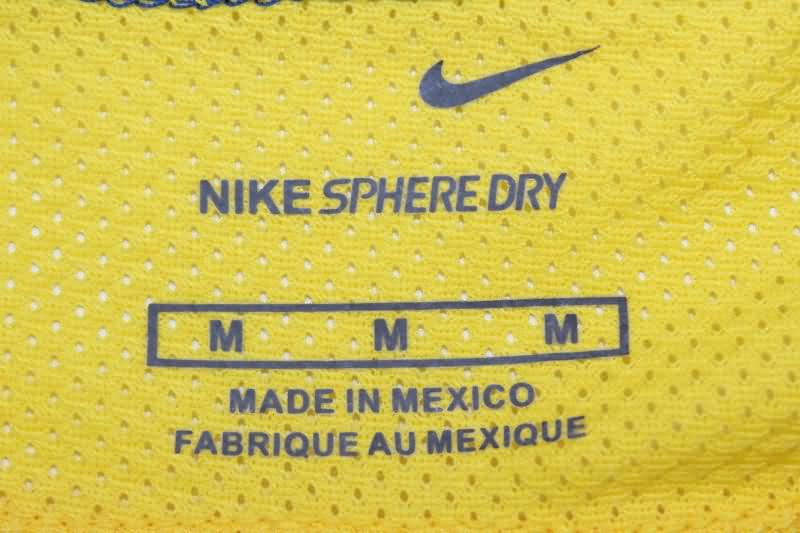 NIKE SPHERE DRY
M M M
MADE IN MEXICO
FABRIQUE AU MEXIQUE